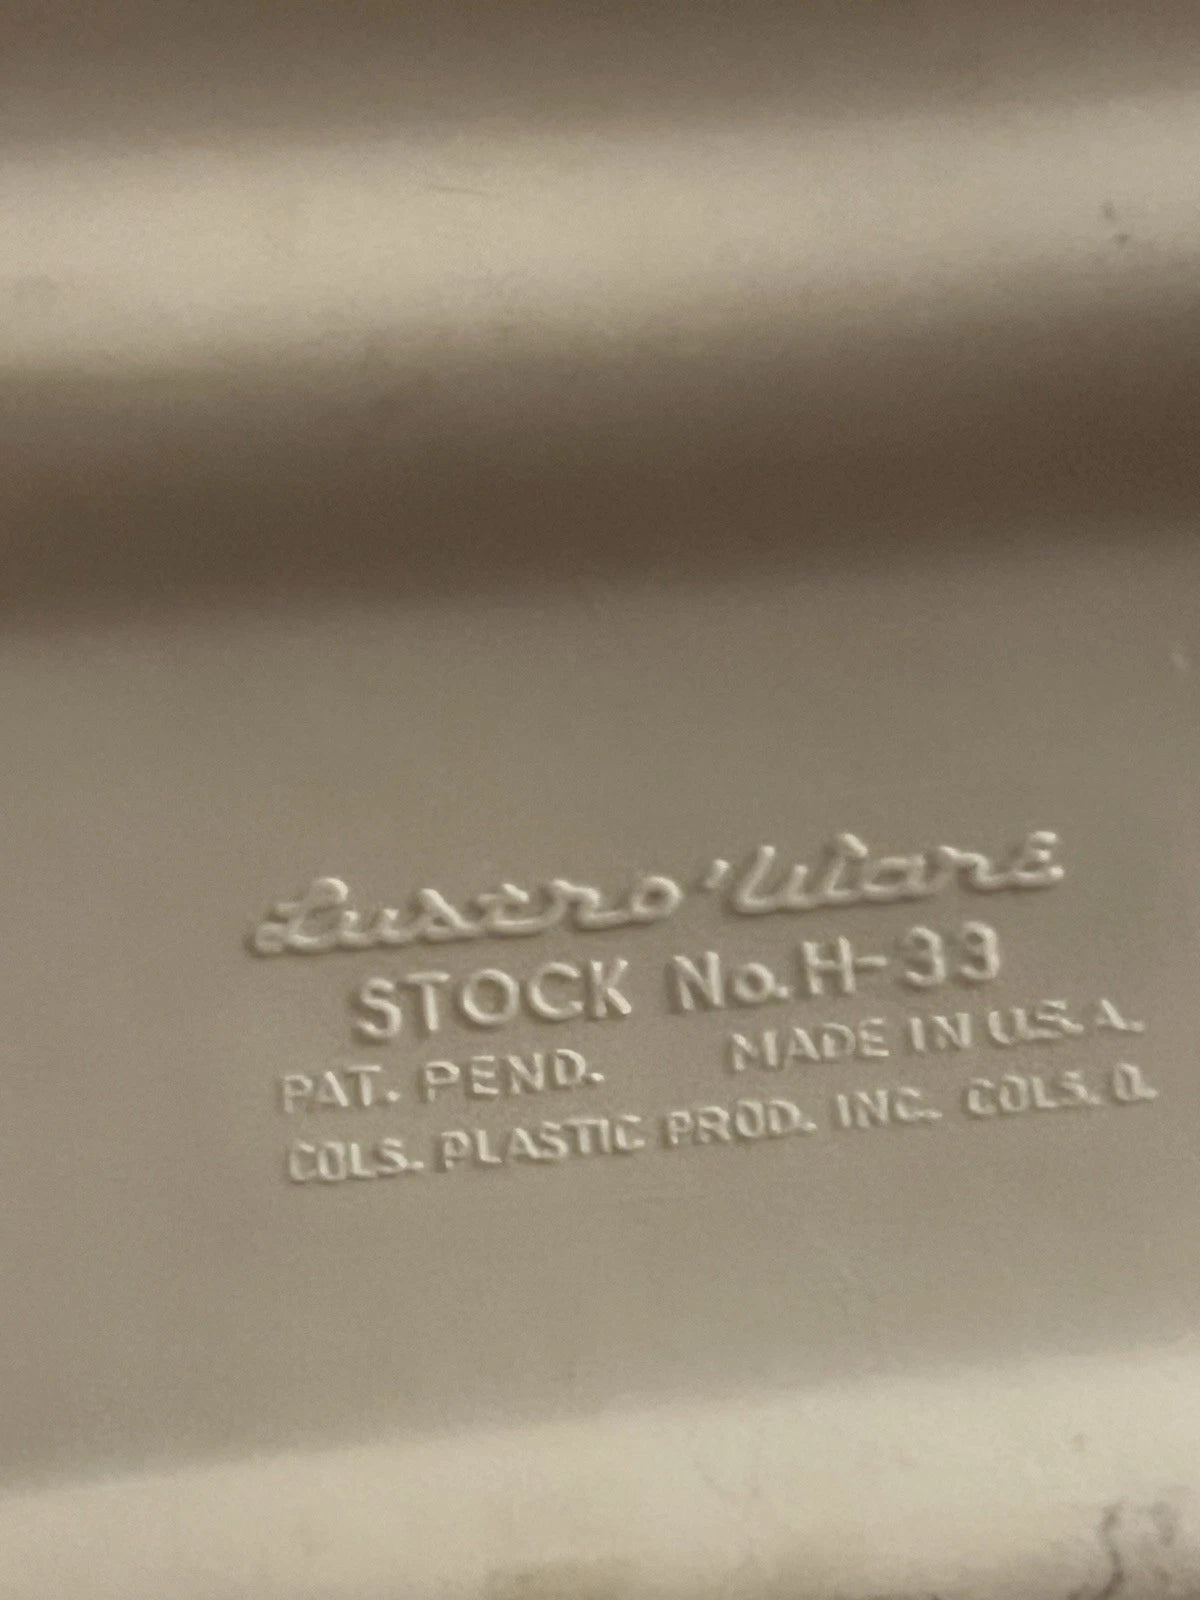 Lustro'Ware
STOCK No. H-33
PAT. PEND. MADE IN U.S.A.
COLS. PLASTIC PROD. INC. COLS. O.